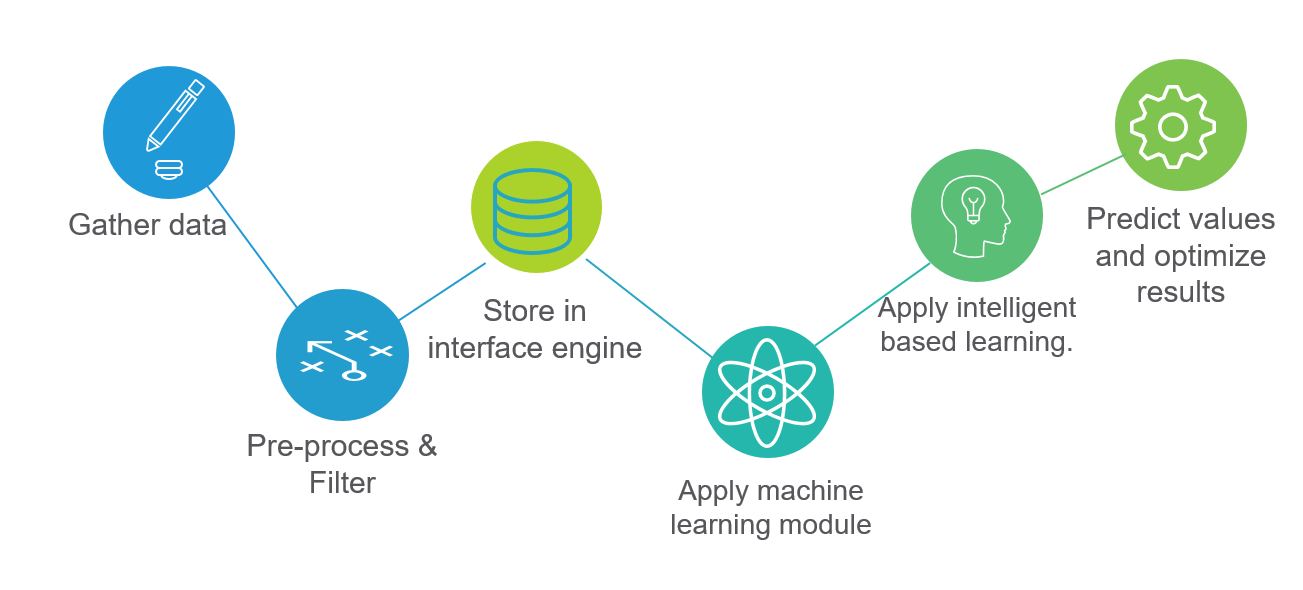 Gather data
Pre-process &
Filter
Store in
interface engine
Apply machine
learning module
Apply intelligent
based learning.
Predict values
and optimize
results